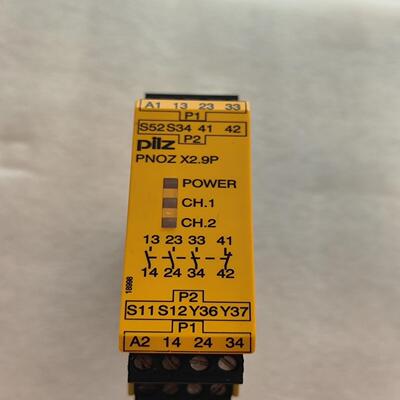 A1 13 23 33
P1
S52 S34 41 42
P2
pilz
PNOZ X2.9P
POWER
CH.1
CH.2
13 23 33 41
14 24 34 42
18998
P2
S11 S12 Y36 Y37
P1
A2 14 24 34